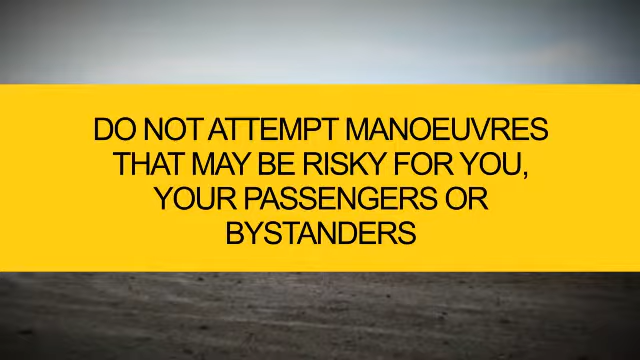 DO NOT ATTEMPT MANOEUVRES
THAT MAY BE RISKY FOR YOU,
YOUR PASSENGERS OR
BYSTANDERS